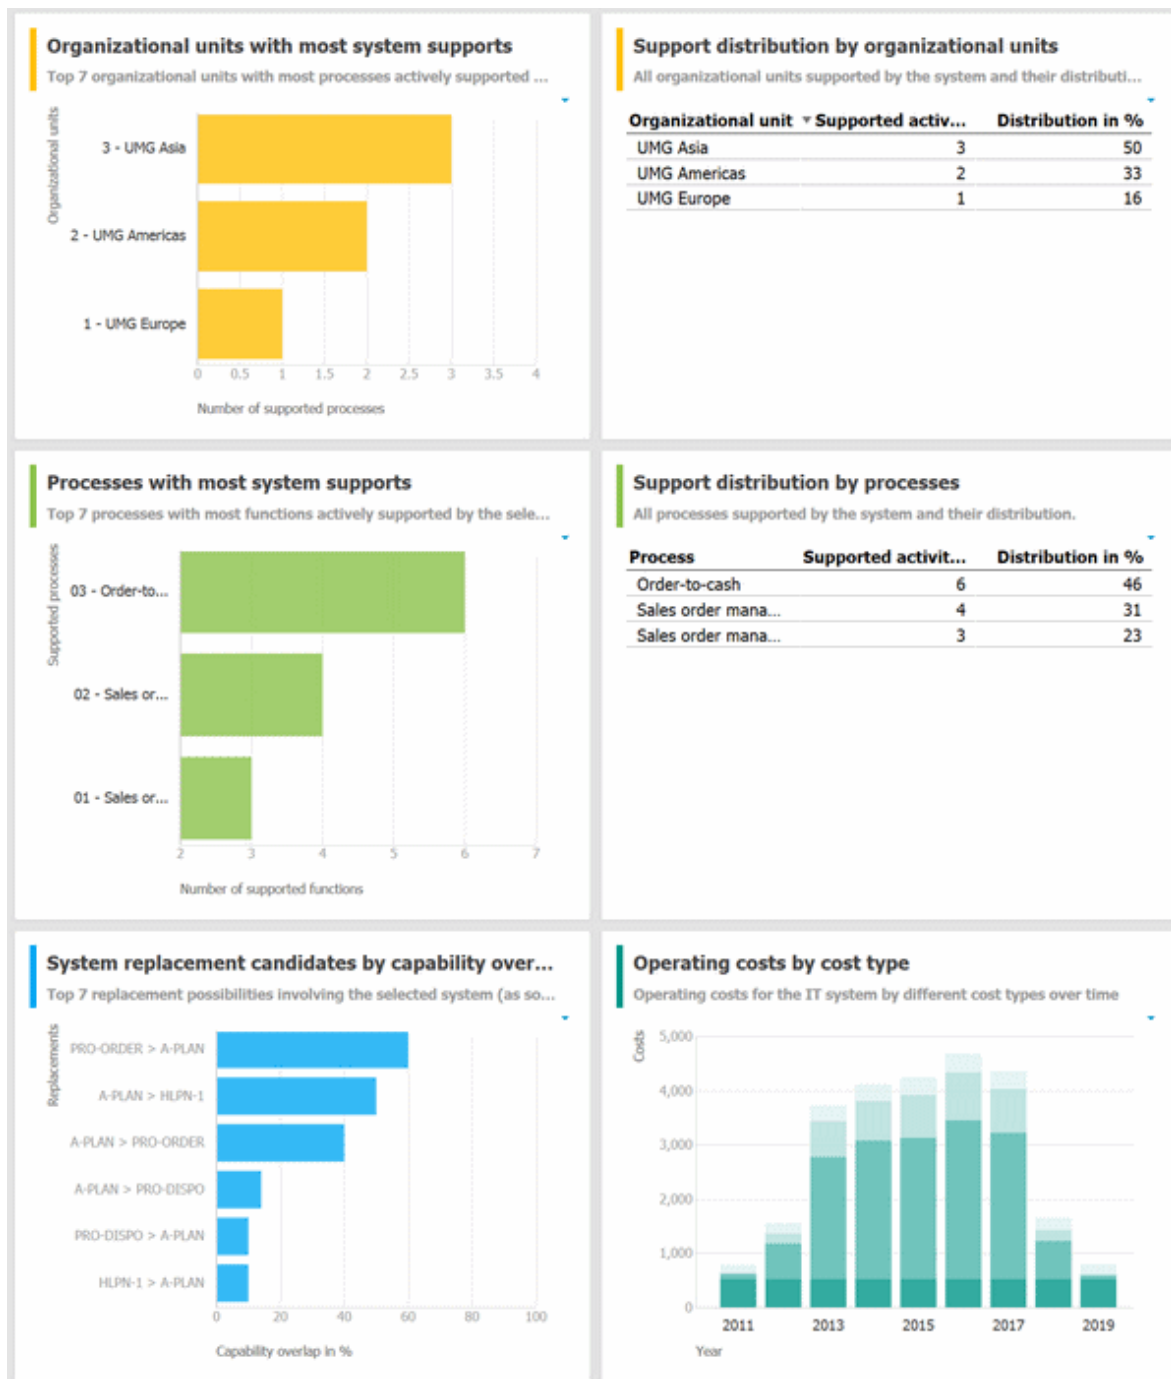 Organizational units with most system supports
Top 7 organizational units with most processes actively supported ...
Organizational units
3 - UMG Asia
2 - UMG Americas
1 - UMG Europe
0 0.5 1 1.5 2 2.5 3 3.5 4
Number of supported processes
Support distribution by organizational units
All organizational units supported by the system and their distributi...
Organizational unit Supported activ... Distribution in %
UMG Asia 3 50
UMG Americas 2 33
UMG Europe 1 16
Processes with most system supports
Top 7 processes with most functions actively supported by the sele...
Supported processes
03 - Order-to...
02 - Sales or...
01 - Sales or...
2 3 4 5 6 7
Number of supported functions
Support distribution by processes
All processes supported by the system and their distribution.
Process Supported activit... Distribution in %
Order-to-cash 6 46
Sales order mana... 4 31
Sales order mana... 3 23
System replacement candidates by capability over...
Top 7 replacement possibilities involving the selected system (as so...
Replacements
PRO-ORDER > A-PLAN
A-PLAN > HLPN-1
A-PLAN > PRO-ORDER
A-PLAN > PRO-DISPO
PRO-DISPO > A-PLAN
HLPN-1 > A-PLAN
0 20 40 60 80 100
Capability overlap in %
Operating costs by cost type
Operating costs for the IT system by different cost types over time
Costs
5,000
4,000
3,000
2,000
1,000
0
2011 2013 2015 2017 2019
Year